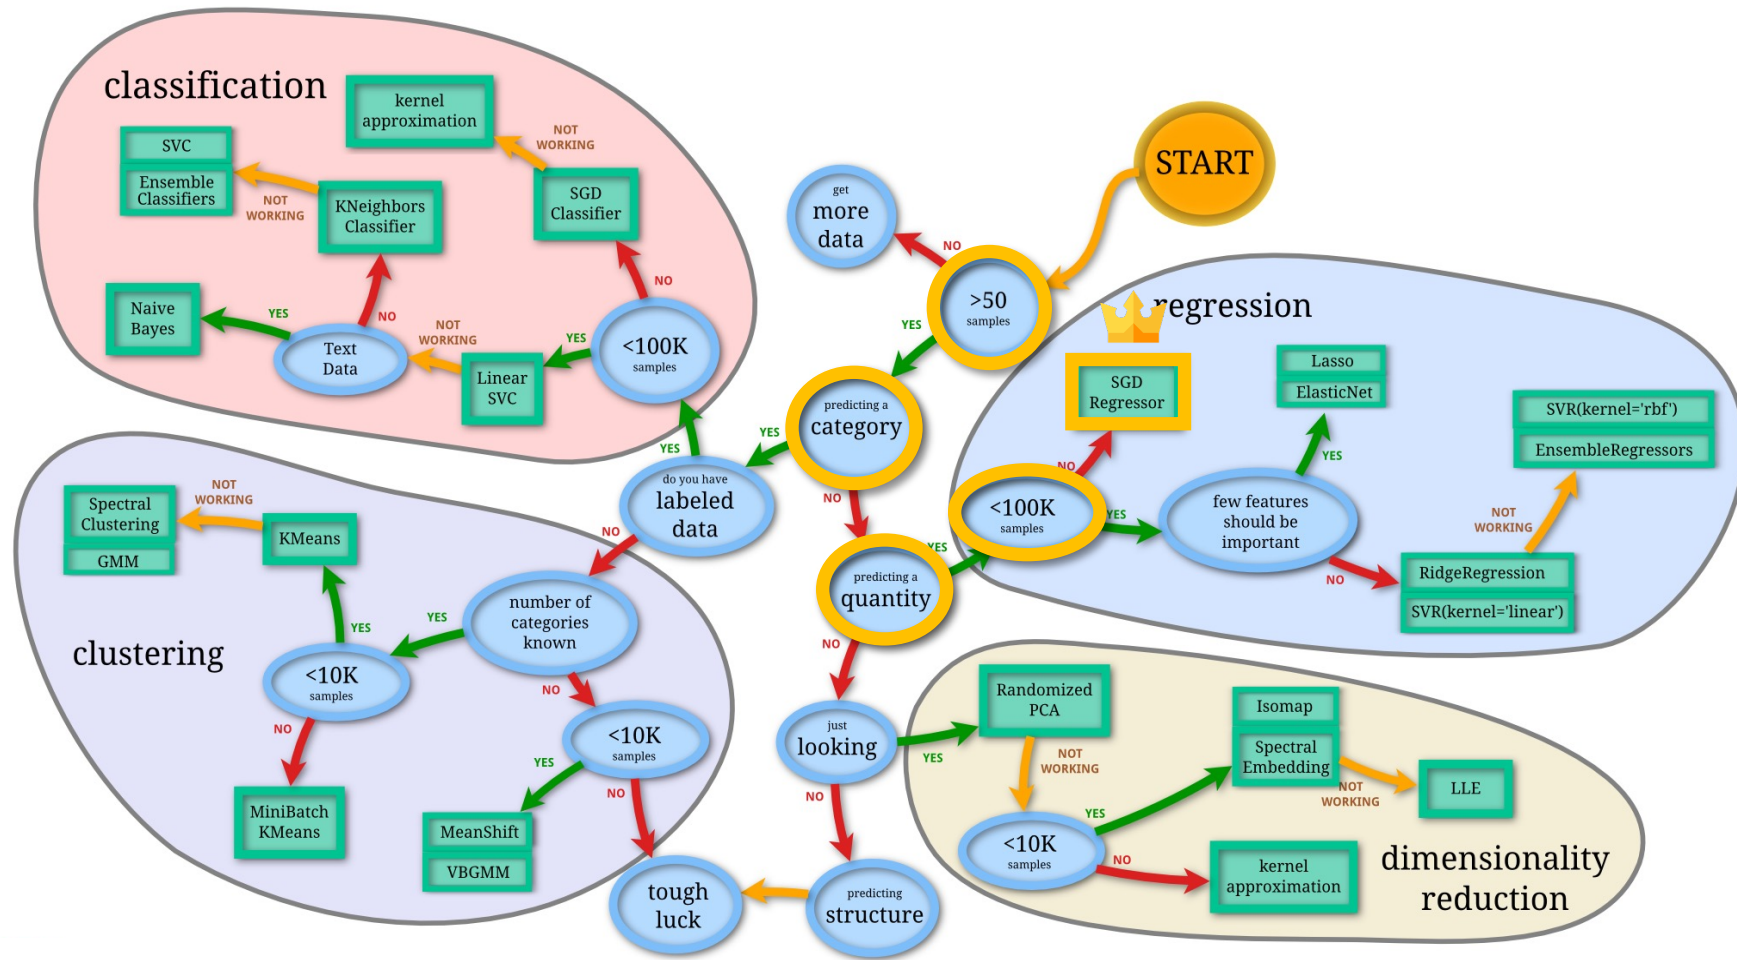 classification
kernel
approximation
NOT
WORKING
SVC
Ensemble
Classifiers
NOT
WORKING
KNeighbors
Classifier
SGD
Classifier
NO
Naive
Bayes
YES
NO
Text
Data
NOT
WORKING
Linear
SVC
YES
<100K
samples
START
get
more
data
NO
>50
samples
YES
predicting a
category
YES
NO
YES
do you have
labeled
data
NO
predicting a
quantity
YES
NO
regression
SGD
Regressor
NO
<100K
samples
YES
Lasso
ElasticNet
YES
few features
should be
important
NO
SVR(kernel='rbf')
EnsembleRegressors
NOT
WORKING
RidgeRegression
SVR(kernel='linear')
clustering
Spectral
Clustering
GMM
NOT
WORKING
KMeans
YES
<10K
samples
NO
MiniBatch
KMeans
YES
number of
categories
known
NO
<10K
samples
YES
NO
MeanShift
VBGMM
tough
luck
just
looking
YES
NO
predicting
structure
Randomized
PCA
NOT
WORKING
<10K
samples
YES
NO
Isomap
Spectral
Embedding
NOT
WORKING
LLE
kernel
approximation
dimensionality
reduction